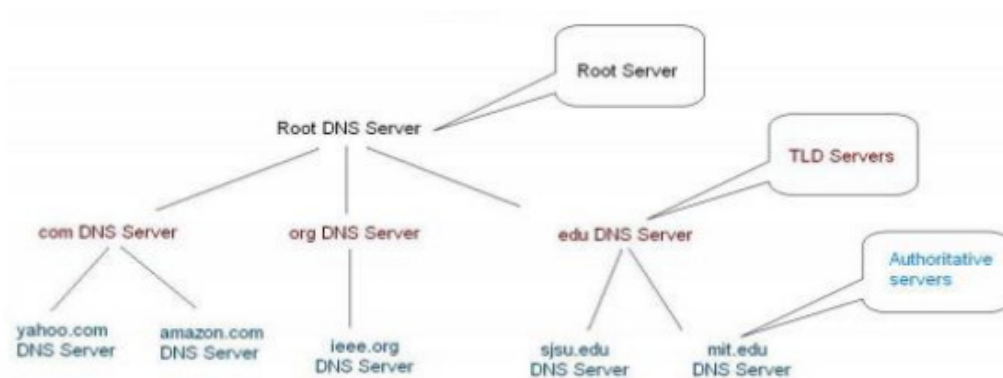 Root Server
Root DNS Server
TLD Servers
com DNS Server
org DNS Server
edu DNS Server
Authoritative
servers
yahoo.com
DNS Server
amazon.com
DNS Server
ieee.org
DNS Server
sjsu.edu
DNS Server
mit.edu
DNS Server